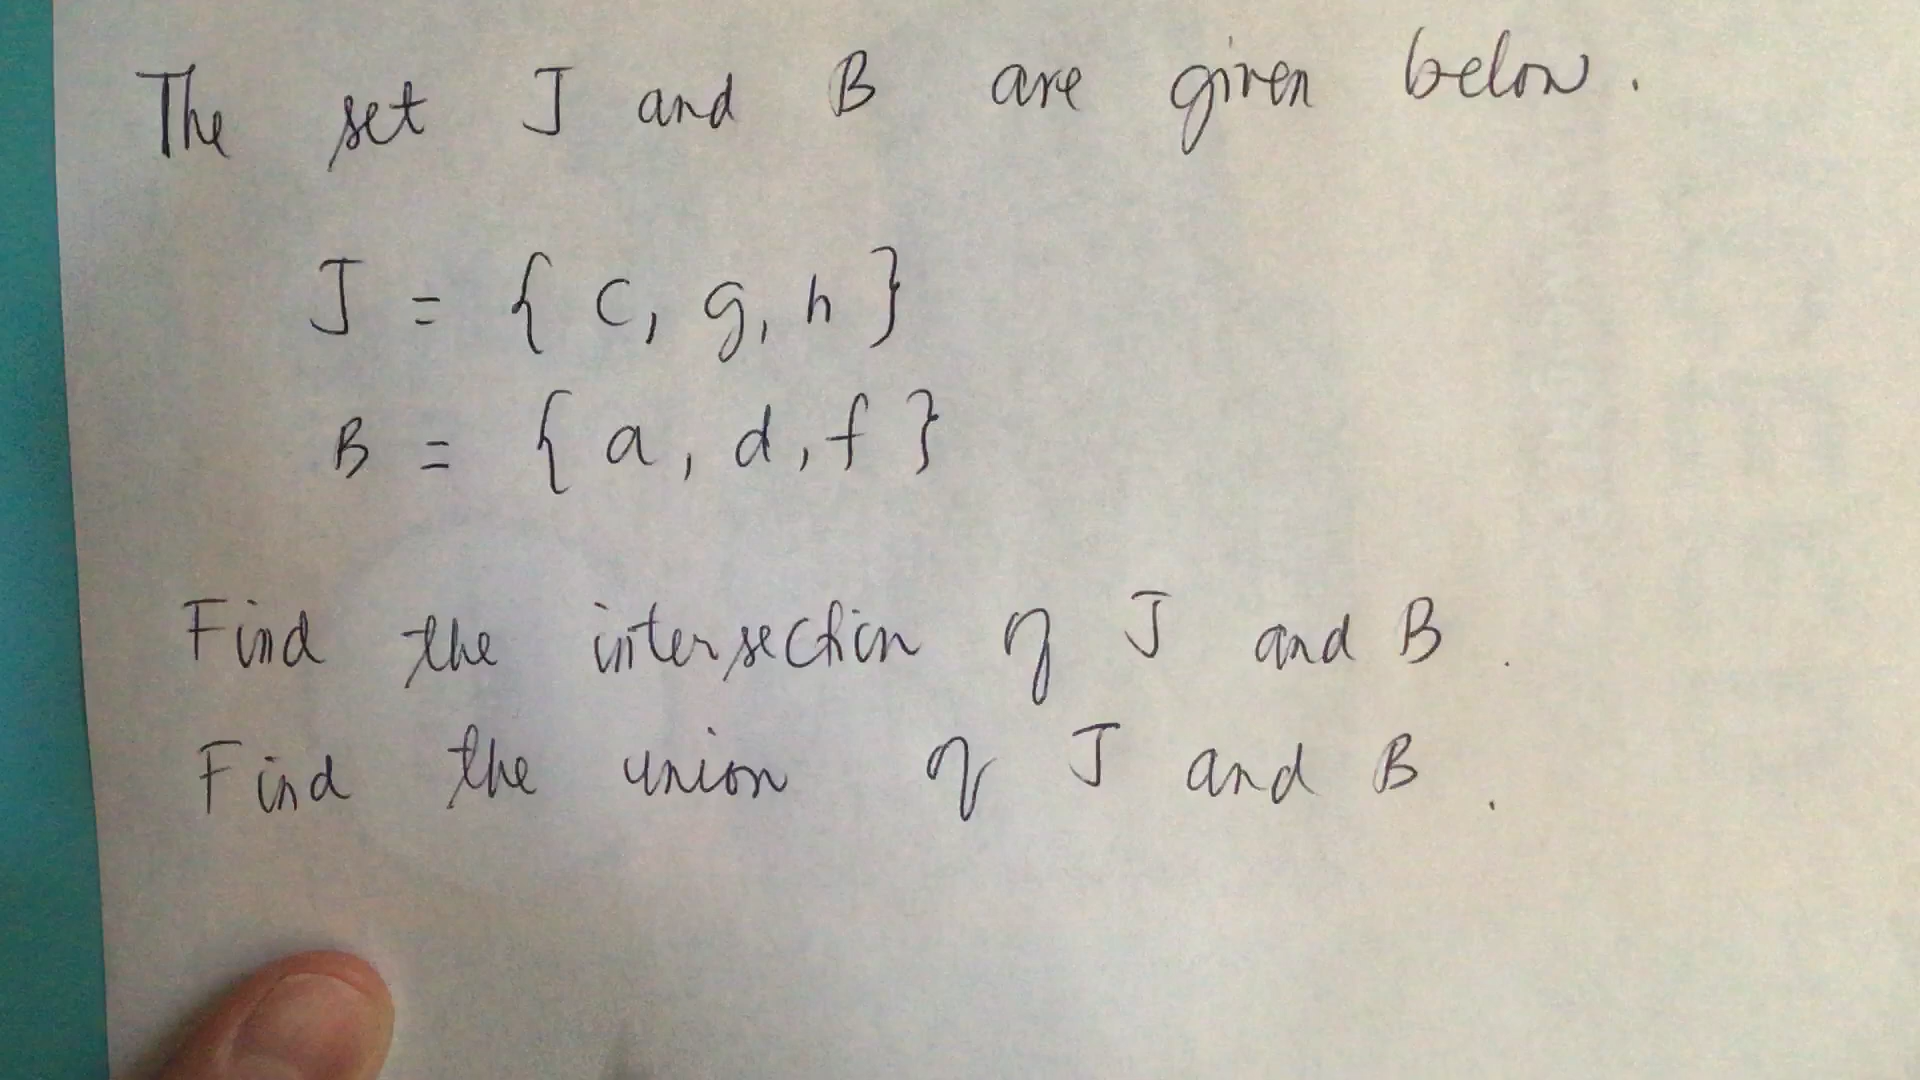 The set J and B are given below.
J = { c, g, h }
B = { a, d, f }
Find the intersection of J and B.
Find the union of J and B.